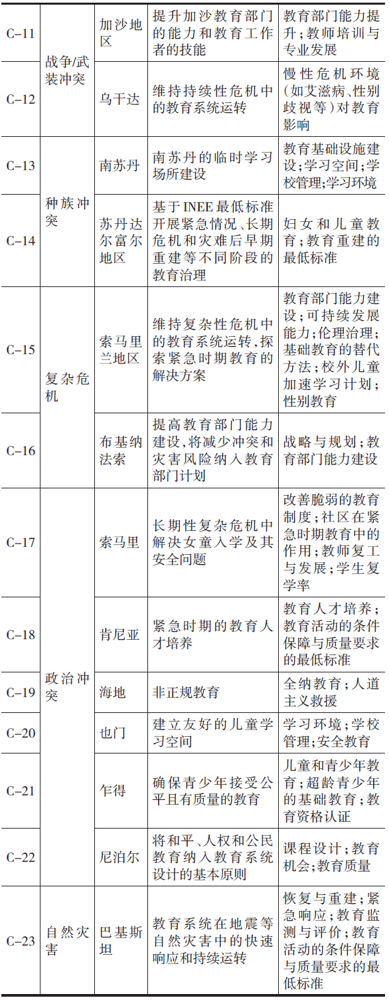 C-11
战争/武
装冲突
加沙地
区
提升加沙教育部门
的能力和教育工作
者的技能
教育部门能力提
升;教师培训与
专业发展
C-12
乌干达
维持持续性危机中
的教育系统运转
慢性危机环境
(如艾滋病、性别
歧视等)对教育
影响
C-13
种族冲
突
南苏丹
南苏丹的临时学习
场所建设
教育基础设施建
设;学习空间;学
校管理;学习环境
C-14
苏丹达
尔富尔
地区
基于INEE最低标准
开展紧急情况、长期
危机和灾难后早期
重建等不同阶段的
教育治理
妇女和儿童教
育;教育重建的
最低标准
C-15
复杂危
机
索马里
兰地区
维持复杂性危机中
的教育系统运转,探
索紧急时期教育的
解决方案
教育部门能力建
设;可持续发展
能力;伦理治理;
基础教育的替代
方法;校外儿童
加速学习计划;
性别教育
C-16
布基纳
法索
提高教育部门能力
建设,将减少冲突和
灾害风险纳入教育
部门计划
战略与规划;教
育部门能力建设
C-17
政治冲
突
索马里
长期性复杂危机中
解决女童入学及其
安全问题
改善脆弱的教育
制度;社区在紧
急时期教育中的
作用;教师复工
与发展;学生复
学率
C-18
肯尼亚
紧急时期的教育人
才培养
教育人才培养;
教育活动的条件
保障与质量要求
的最低标准
C-19
海地
非正规教育
全纳教育;人道
主义救援
C-20
也门
建立友好的儿童学
习空间
学习环境;学校
管理;安全教育
C-21
乍得
确保青少年接受公
平且有质量的教育
儿童和青少年教
育;超龄青少年
的基础教育;教
育资格认证
C-22
尼泊尔
将和平、人权和公民
教育纳入教育系统
设计的基本原则
课程设计;教育
机会;教育质量
C-23
自然灾
害
巴基斯
坦
教育系统在地震等
自然灾害中的快速
响应和持续运转
恢复与重建;紧
急响应;教育监
测与评价;教育
活动的条件保障
与质量要求的最
低标准